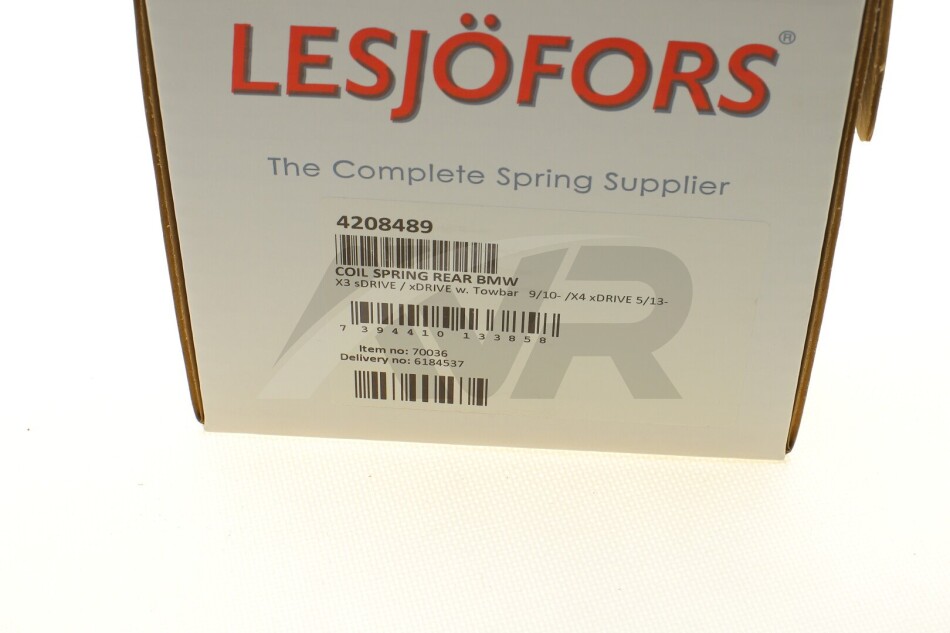 LESJÖFORS®
The Complete Spring Supplier
4208489
COIL SPRING REAR BMW
X3 sDRIVE / xDRIVE w. Towbar 9/10- /X4 xDRIVE 5/13-
7 394410 133858
Item no: 70036
Delivery no: 6184537
AVR